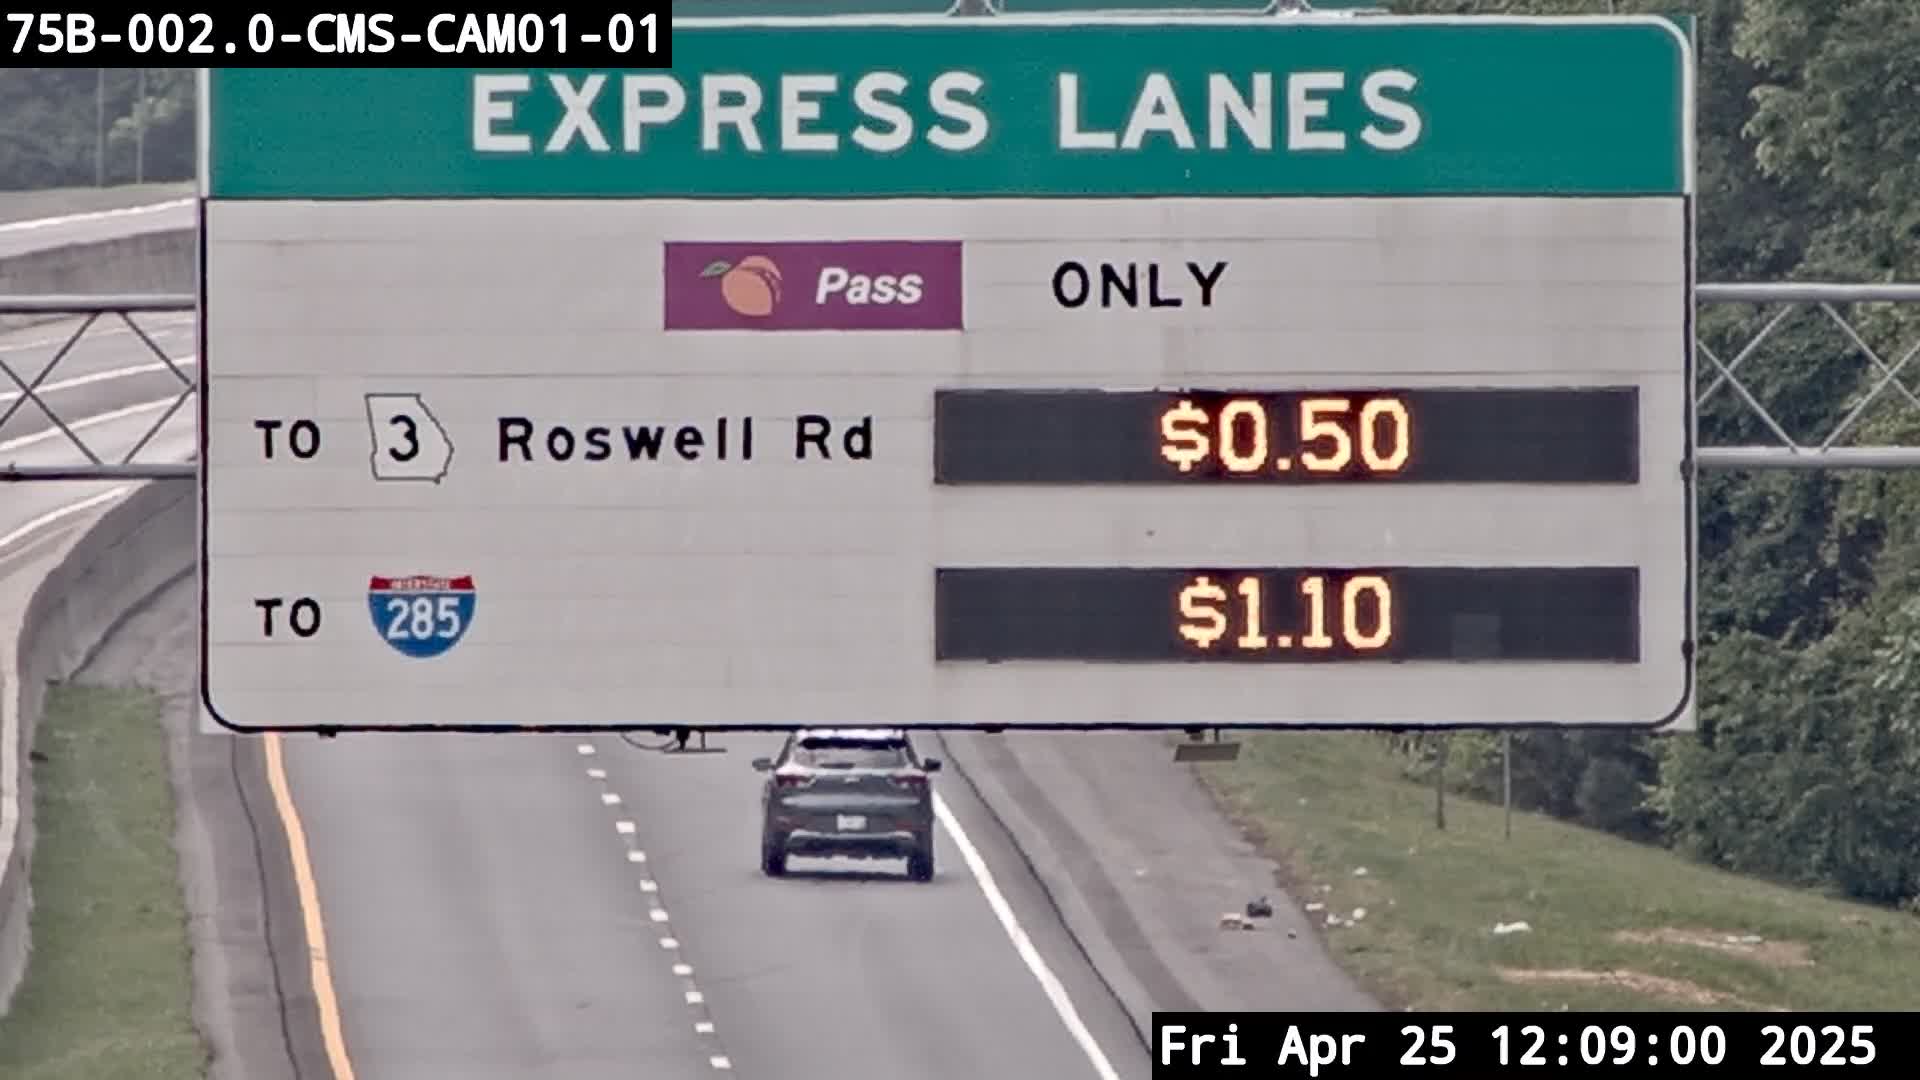 75B-002.0-CMS-CAM01-01
EXPRESS LANES
Pass ONLY
TO 3 Roswell Rd $0.50
INTERSTATE
TO 285 $1.10
Fri Apr 25 12:09:00 2025